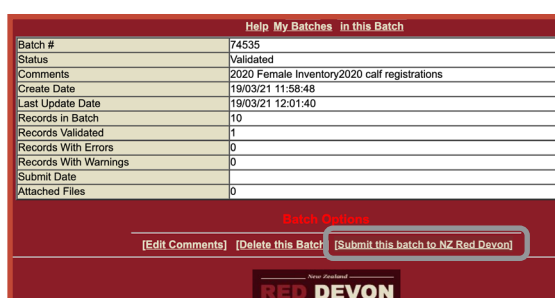 Help My Batches in this Batch
Batch # 74535
Status Validated
Comments 2020 Female Inventory2020 calf registrations
Create Date 19/03/21 11:58:48
Last Update Date 19/03/21 12:01:40
Records in Batch 10
Records Validated 1
Records With Errors 0
Records With Warnings 0
Submit Date
Attached Files 0
Batch Options
[Edit Comments] [Delete this Batch [Submit this batch to NZ Red Devon]
New Zealand
RED DEVON